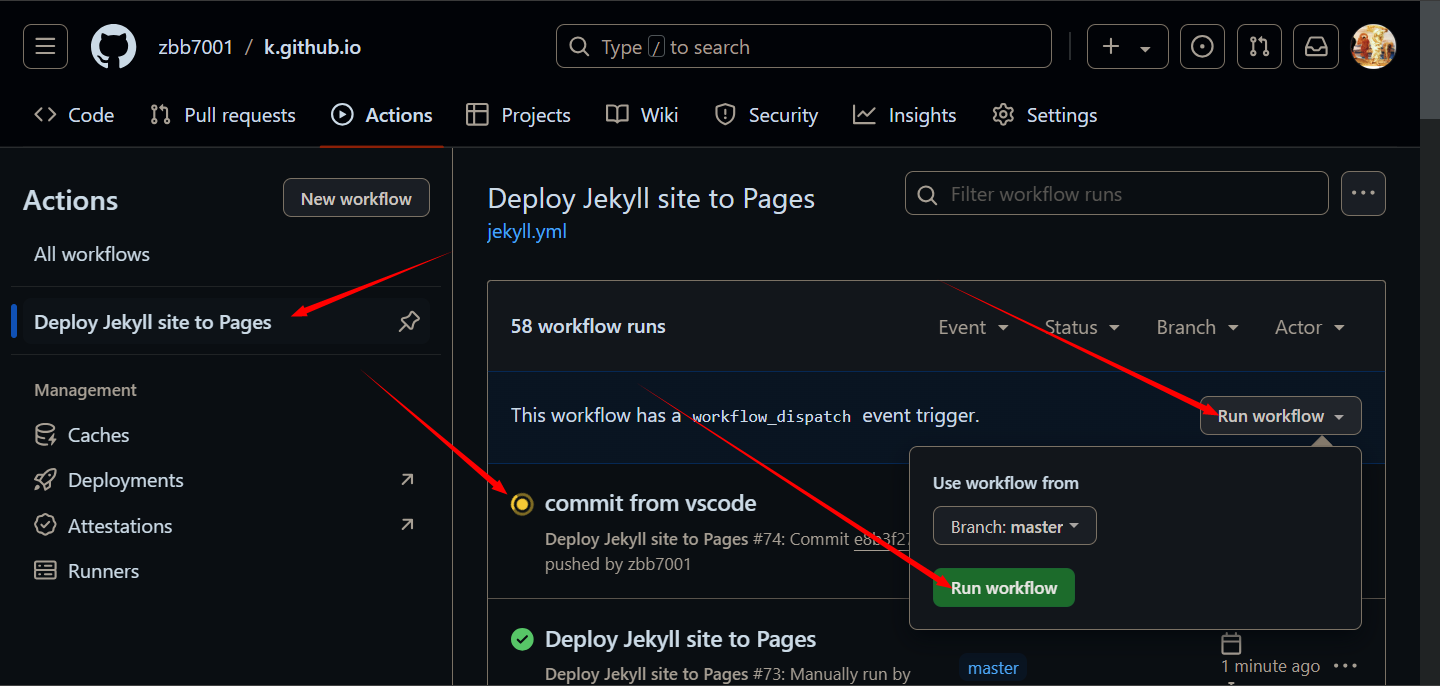 zbb7001 / k.github.io
Type / to search
Code Pull requests Actions Projects Wiki Security Insights Settings
Actions
New workflow
All workflows
Deploy Jekyll site to Pages
Management
Caches
Deployments
Attestations
Runners
Deploy Jekyll site to Pages
jekyll.yml
Filter workflow runs
58 workflow runs
Event Status Branch Actor
This workflow has a workflow_dispatch event trigger.
Run workflow
Use workflow from
Branch: master
Run workflow
commit from vscode
Deploy Jekyll site to Pages #74: Commit e8b3f27
pushed by zbb7001
Deploy Jekyll site to Pages
Deploy Jekyll site to Pages #73: Manually run by
master
1 minute ago